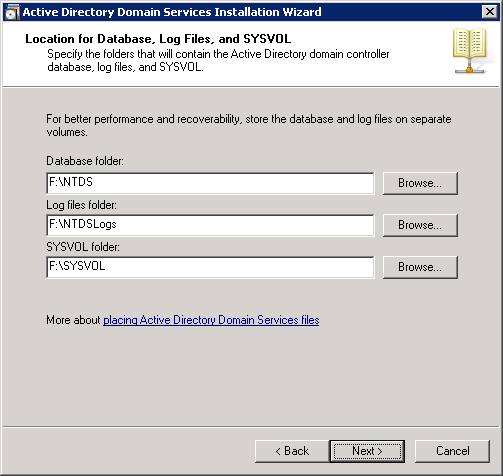 Active Directory Domain Services Installation Wizard
Location for Database, Log Files, and SYSVOL
Specify the folders that will contain the Active Directory domain controller
database, log files, and SYSVOL.
For better performance and recoverability, store the database and log files on separate
volumes.
Database folder:
F:\NTDS
Browse...
Log files folder:
F:\NTDSLogs
Browse...
SYSVOL folder:
F:\SYSVOL
Browse...
More about placing Active Directory Domain Services files
< Back
Next >
Cancel